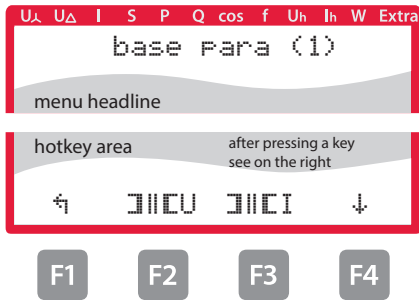 U⅄ U△ I S P Q cos f Uh Ih W Extra
base para (1)
menu headline
hotkey area
after pressing a key
see on the right
↰ ]||[U ]||[I ↓
F1 F2 F3 F4